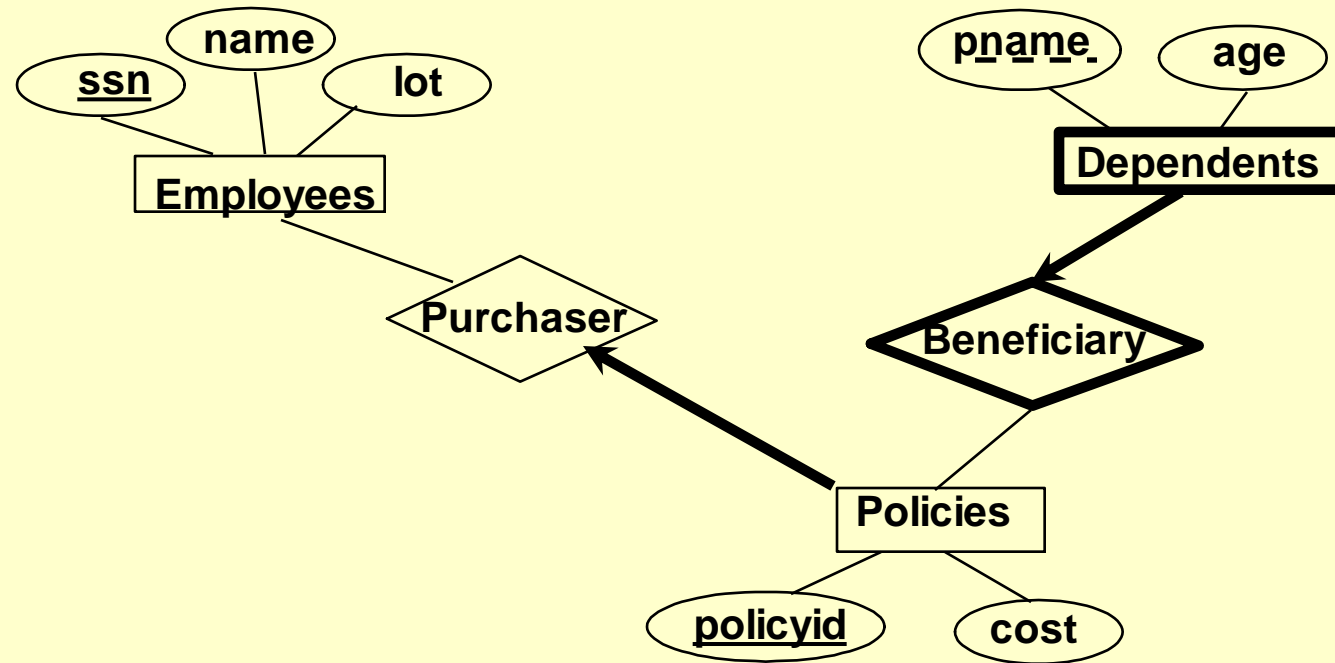 name
ssn
lot
Employees
pname
age
Dependents
Purchaser
Beneficiary
Policies
policyid
cost